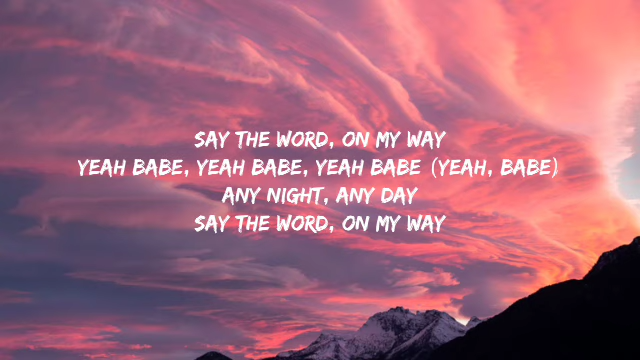 SAY THE WORD, ON MY WAY
YEAH BABE, YEAH BABE, YEAH BABE (YEAH, BABE)
ANY NIGHT, ANY DAY
SAY THE WORD, ON MY WAY